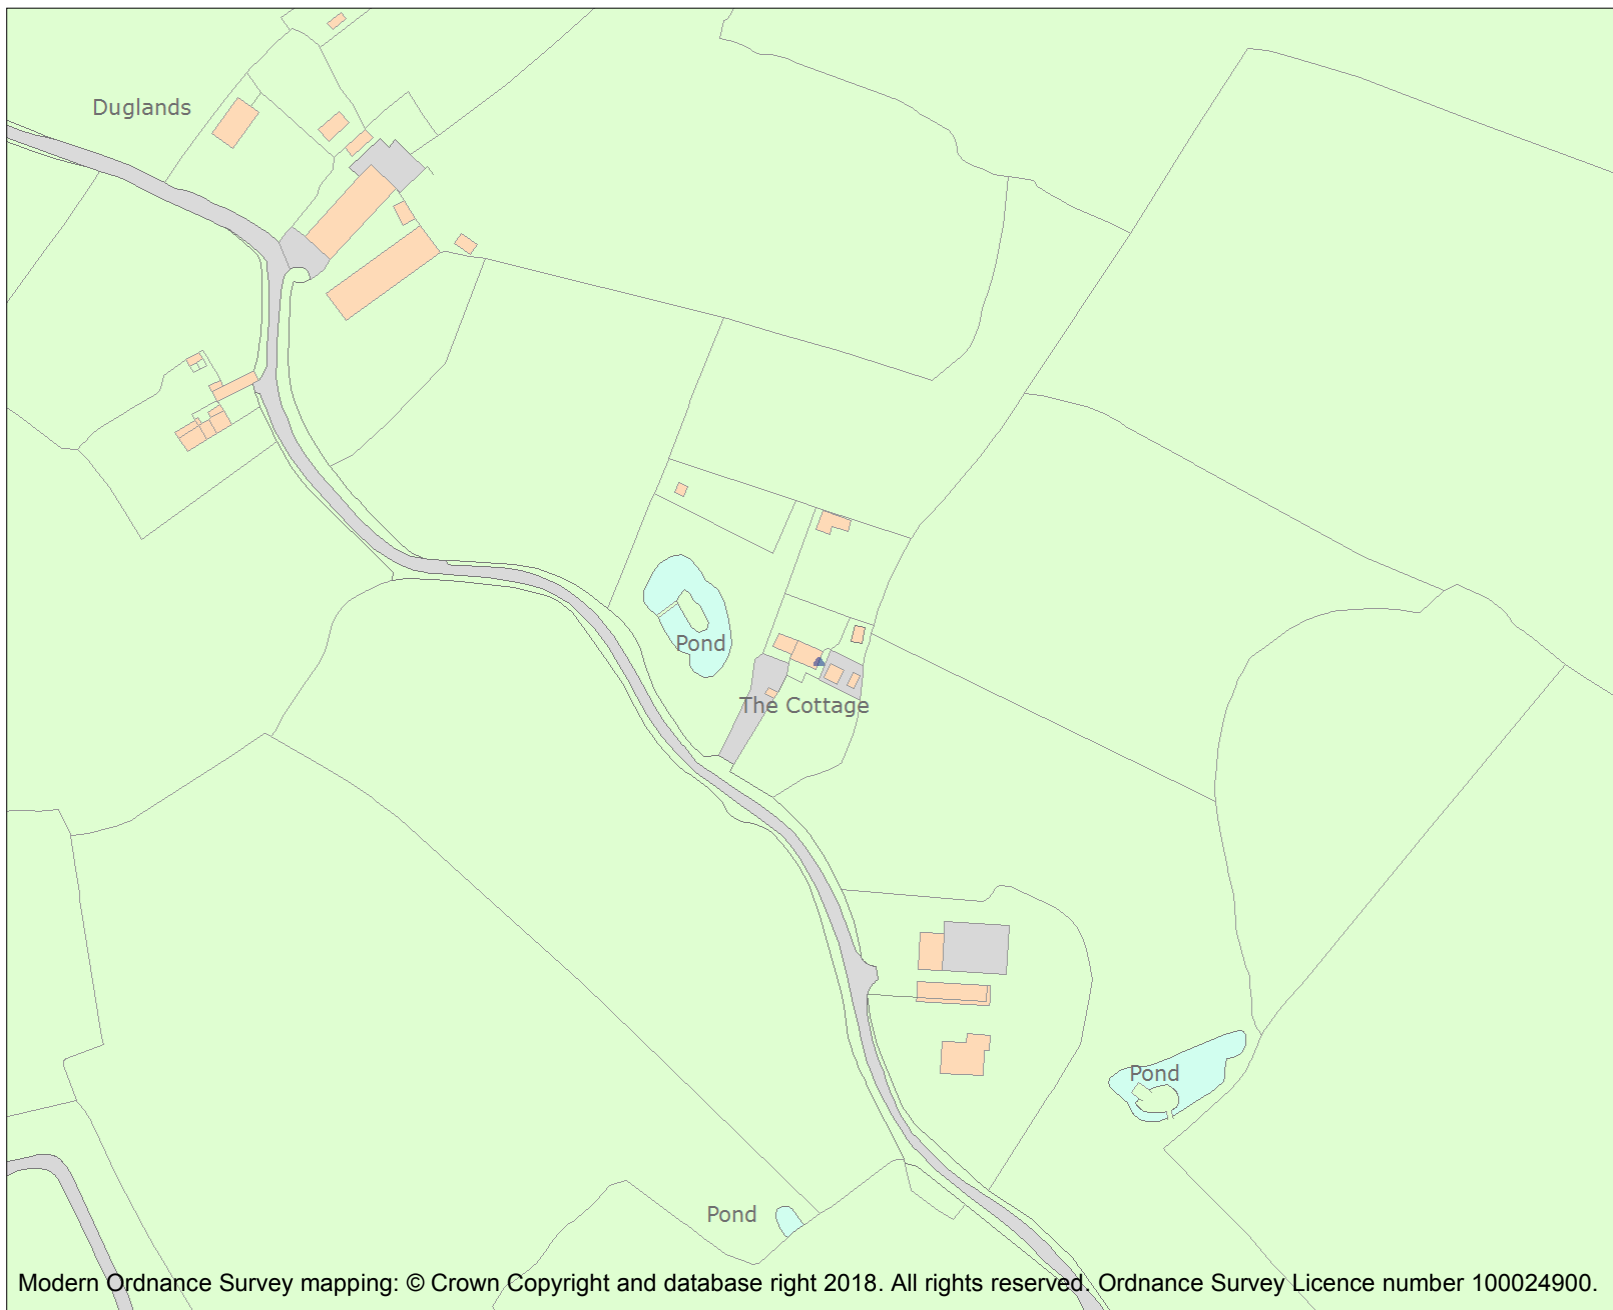 Duglands
Pond
The Cottage
Pond
Pond
Modern Ordnance Survey mapping: © Crown Copyright and database right 2018. All rights reserved. Ordnance Survey Licence number 100024900.